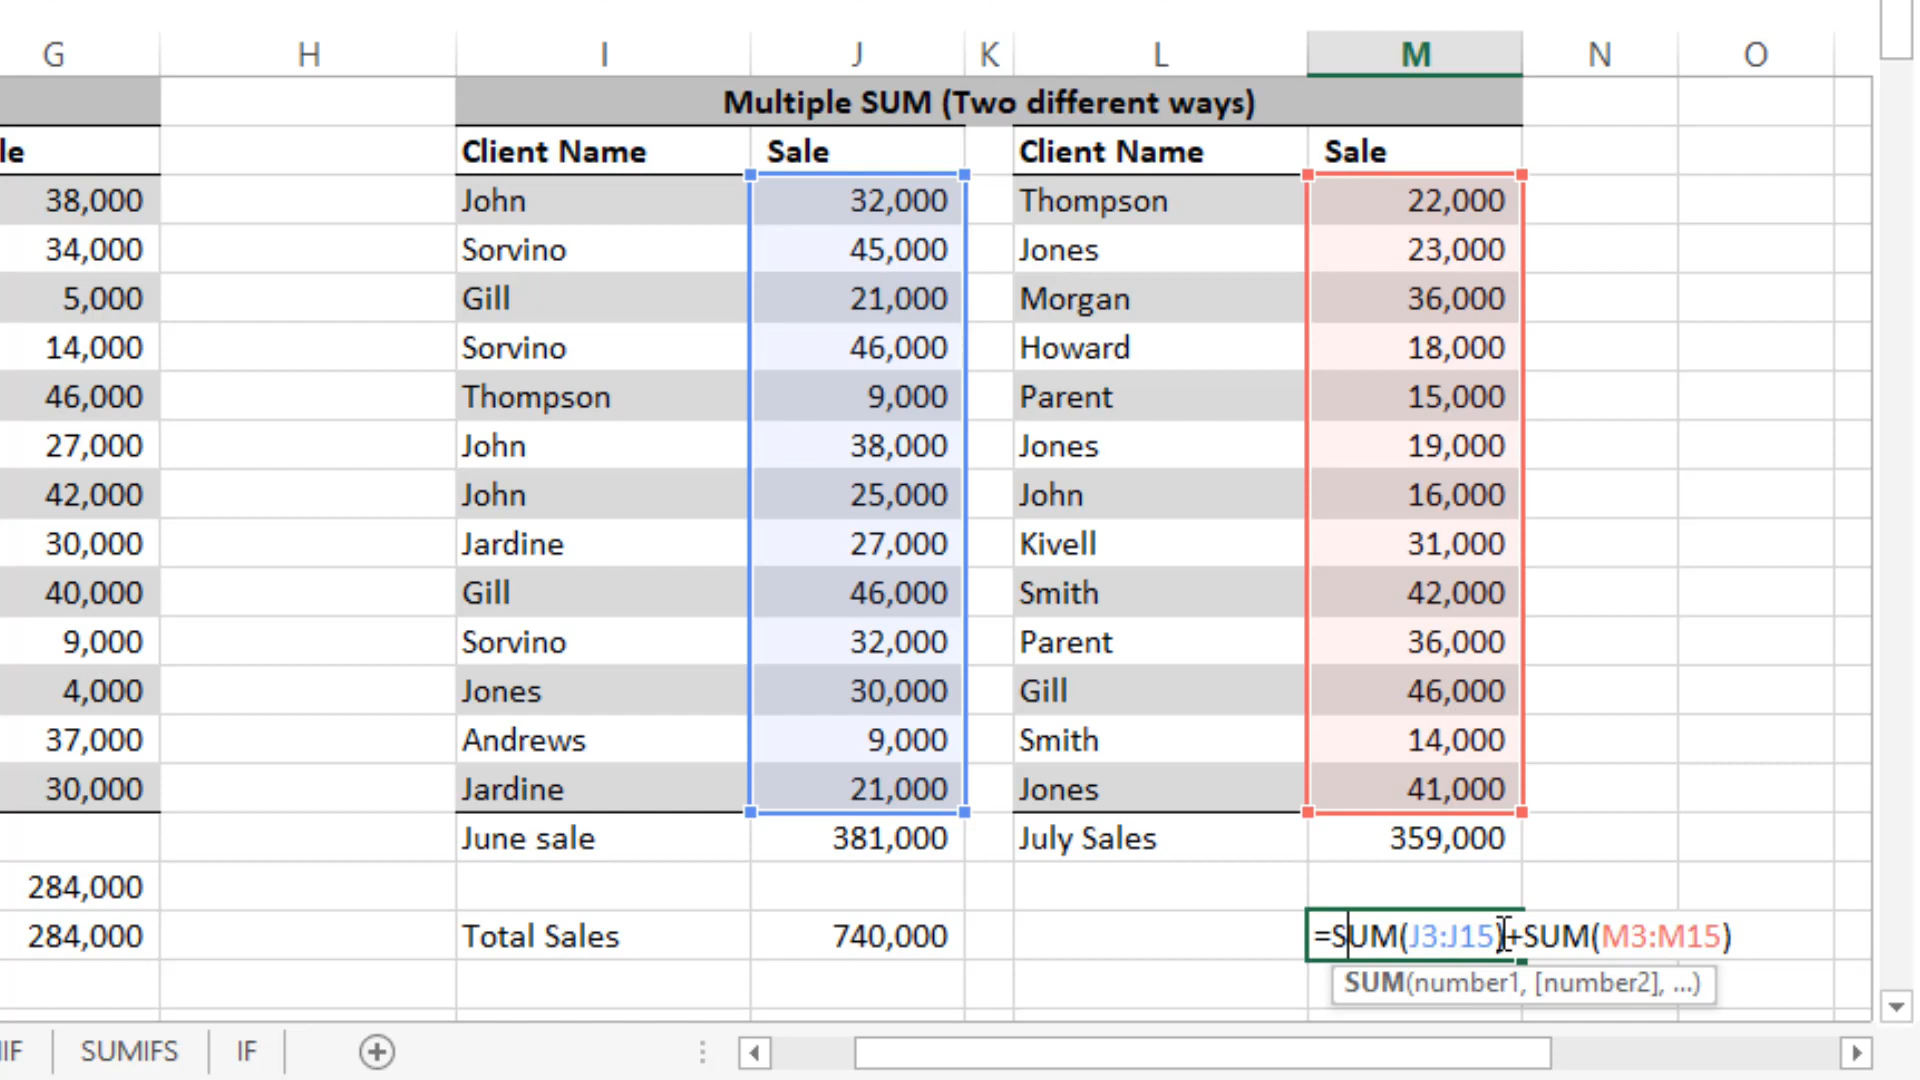 G H I J K L M N O
Multiple SUM (Two different ways)
le Client Name Sale Client Name Sale
38,000 John 32,000 Thompson 22,000
34,000 Sorvino 45,000 Jones 23,000
5,000 Gill 21,000 Morgan 36,000
14,000 Sorvino 46,000 Howard 18,000
46,000 Thompson 9,000 Parent 15,000
27,000 John 38,000 Jones 19,000
42,000 John 25,000 John 16,000
30,000 Jardine 27,000 Kivell 31,000
40,000 Gill 46,000 Smith 42,000
9,000 Sorvino 32,000 Parent 36,000
4,000 Jones 30,000 Gill 46,000
37,000 Andrews 9,000 Smith 14,000
30,000 Jardine 21,000 Jones 41,000
June sale 381,000 July Sales 359,000
284,000
284,000 Total Sales 740,000 =SUM(J3:J15)+SUM(M3:M15)
SUM(number1, [number2], ...)
IF SUMIFS IF